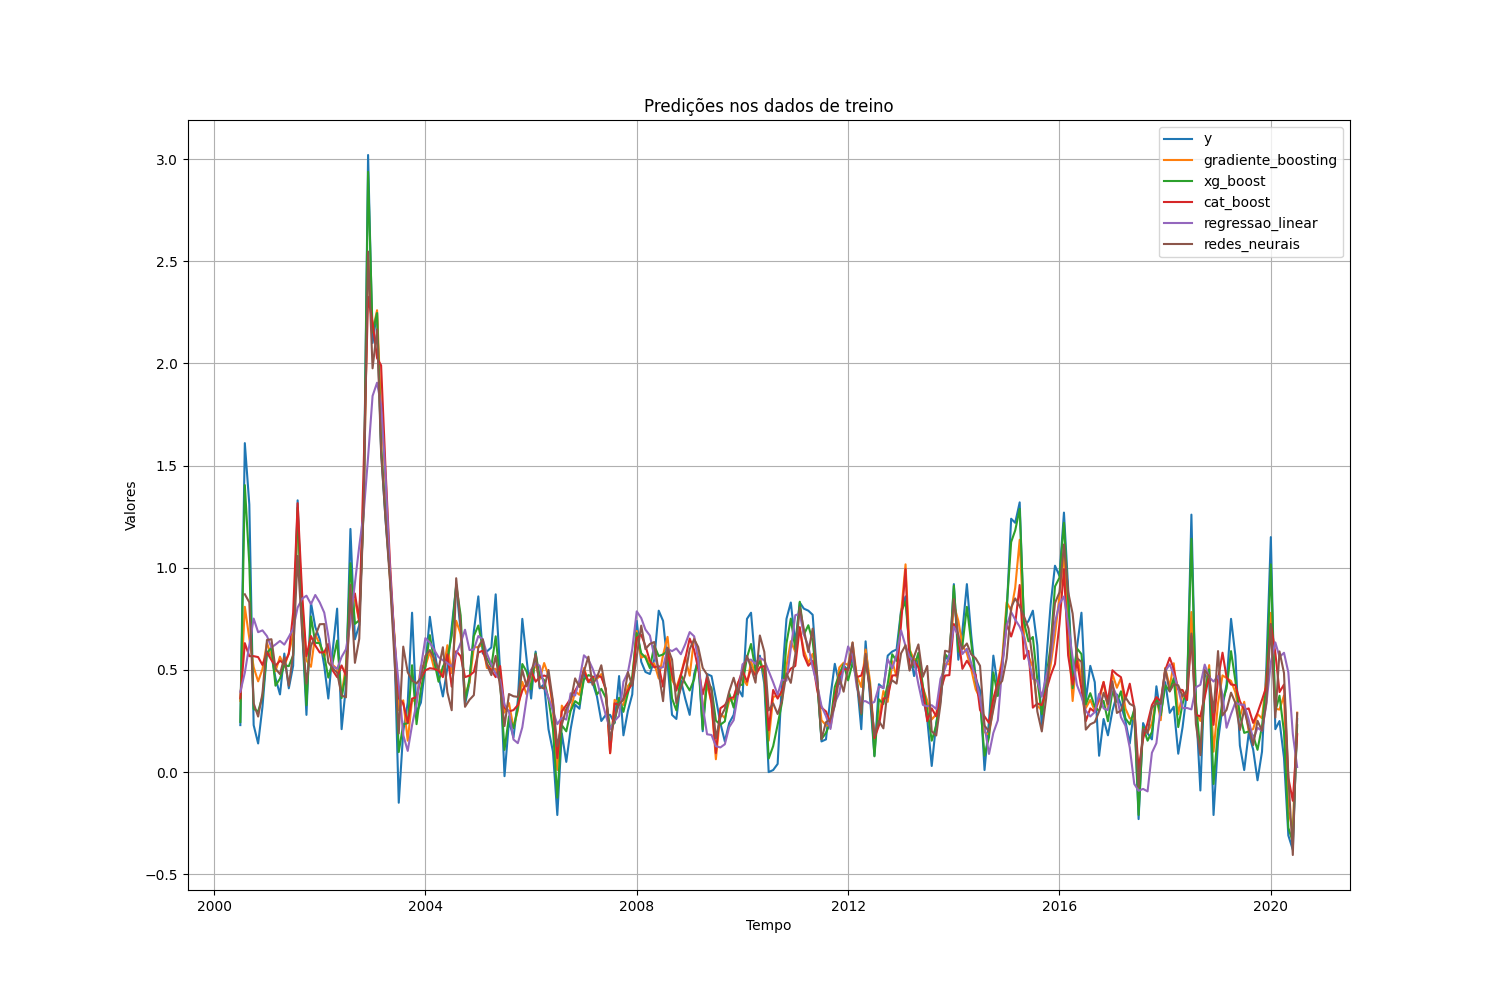 Predições nos dados de treino
y
gradiente_boosting
xg_boost
cat_boost
regressao_linear
redes_neurais
3.0
2.5
2.0
1.5
1.0
0.5
0.0
−0.5
Valores
2000 2004 2008 2012 2016 2020
Tempo